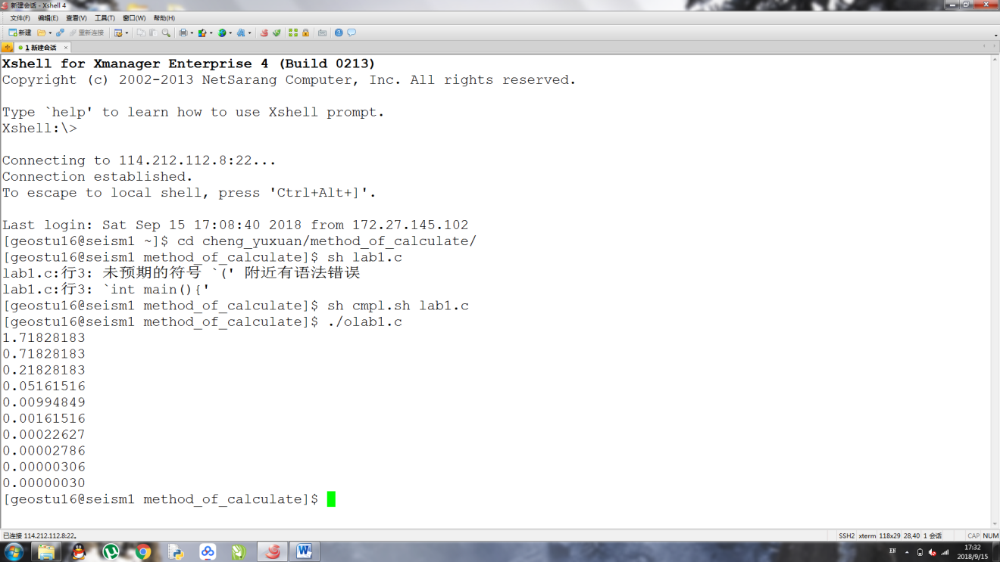 新建会话 - Xshell 4
文件(F) 编辑(E) 查看(V) 工具(T) 窗口(W) 帮助(H)
新建 重新连接
1 新建会话
Xshell for Xmanager Enterprise 4 (Build 0213)
Copyright (c) 2002-2013 NetSarang Computer, Inc. All rights reserved.
Type `help' to learn how to use Xshell prompt.
Xshell:\>
Connecting to 114.212.112.8:22...
Connection established.
To escape to local shell, press 'Ctrl+Alt+]'.
Last login: Sat Sep 15 17:08:40 2018 from 172.27.145.102
[geostu16@seism1 ~]$ cd cheng_yuxuan/method_of_calculate/
[geostu16@seism1 method_of_calculate]$ sh lab1.c
lab1.c:行3: 未预期的符号 `(' 附近有语法错误
lab1.c:行3: `int main(){'
[geostu16@seism1 method_of_calculate]$ sh cmpl.sh lab1.c
[geostu16@seism1 method_of_calculate]$ ./olab1.c
1.71828183
0.71828183
0.21828183
0.05161516
0.00994849
0.00161516
0.00022627
0.00002786
0.00000306
0.00000030
[geostu16@seism1 method_of_calculate]$
已连接 114.212.112.8:22。 SSH2 xterm 118x29 28,40 1 会话 CAP NUM
EN 17:32
2018/9/15